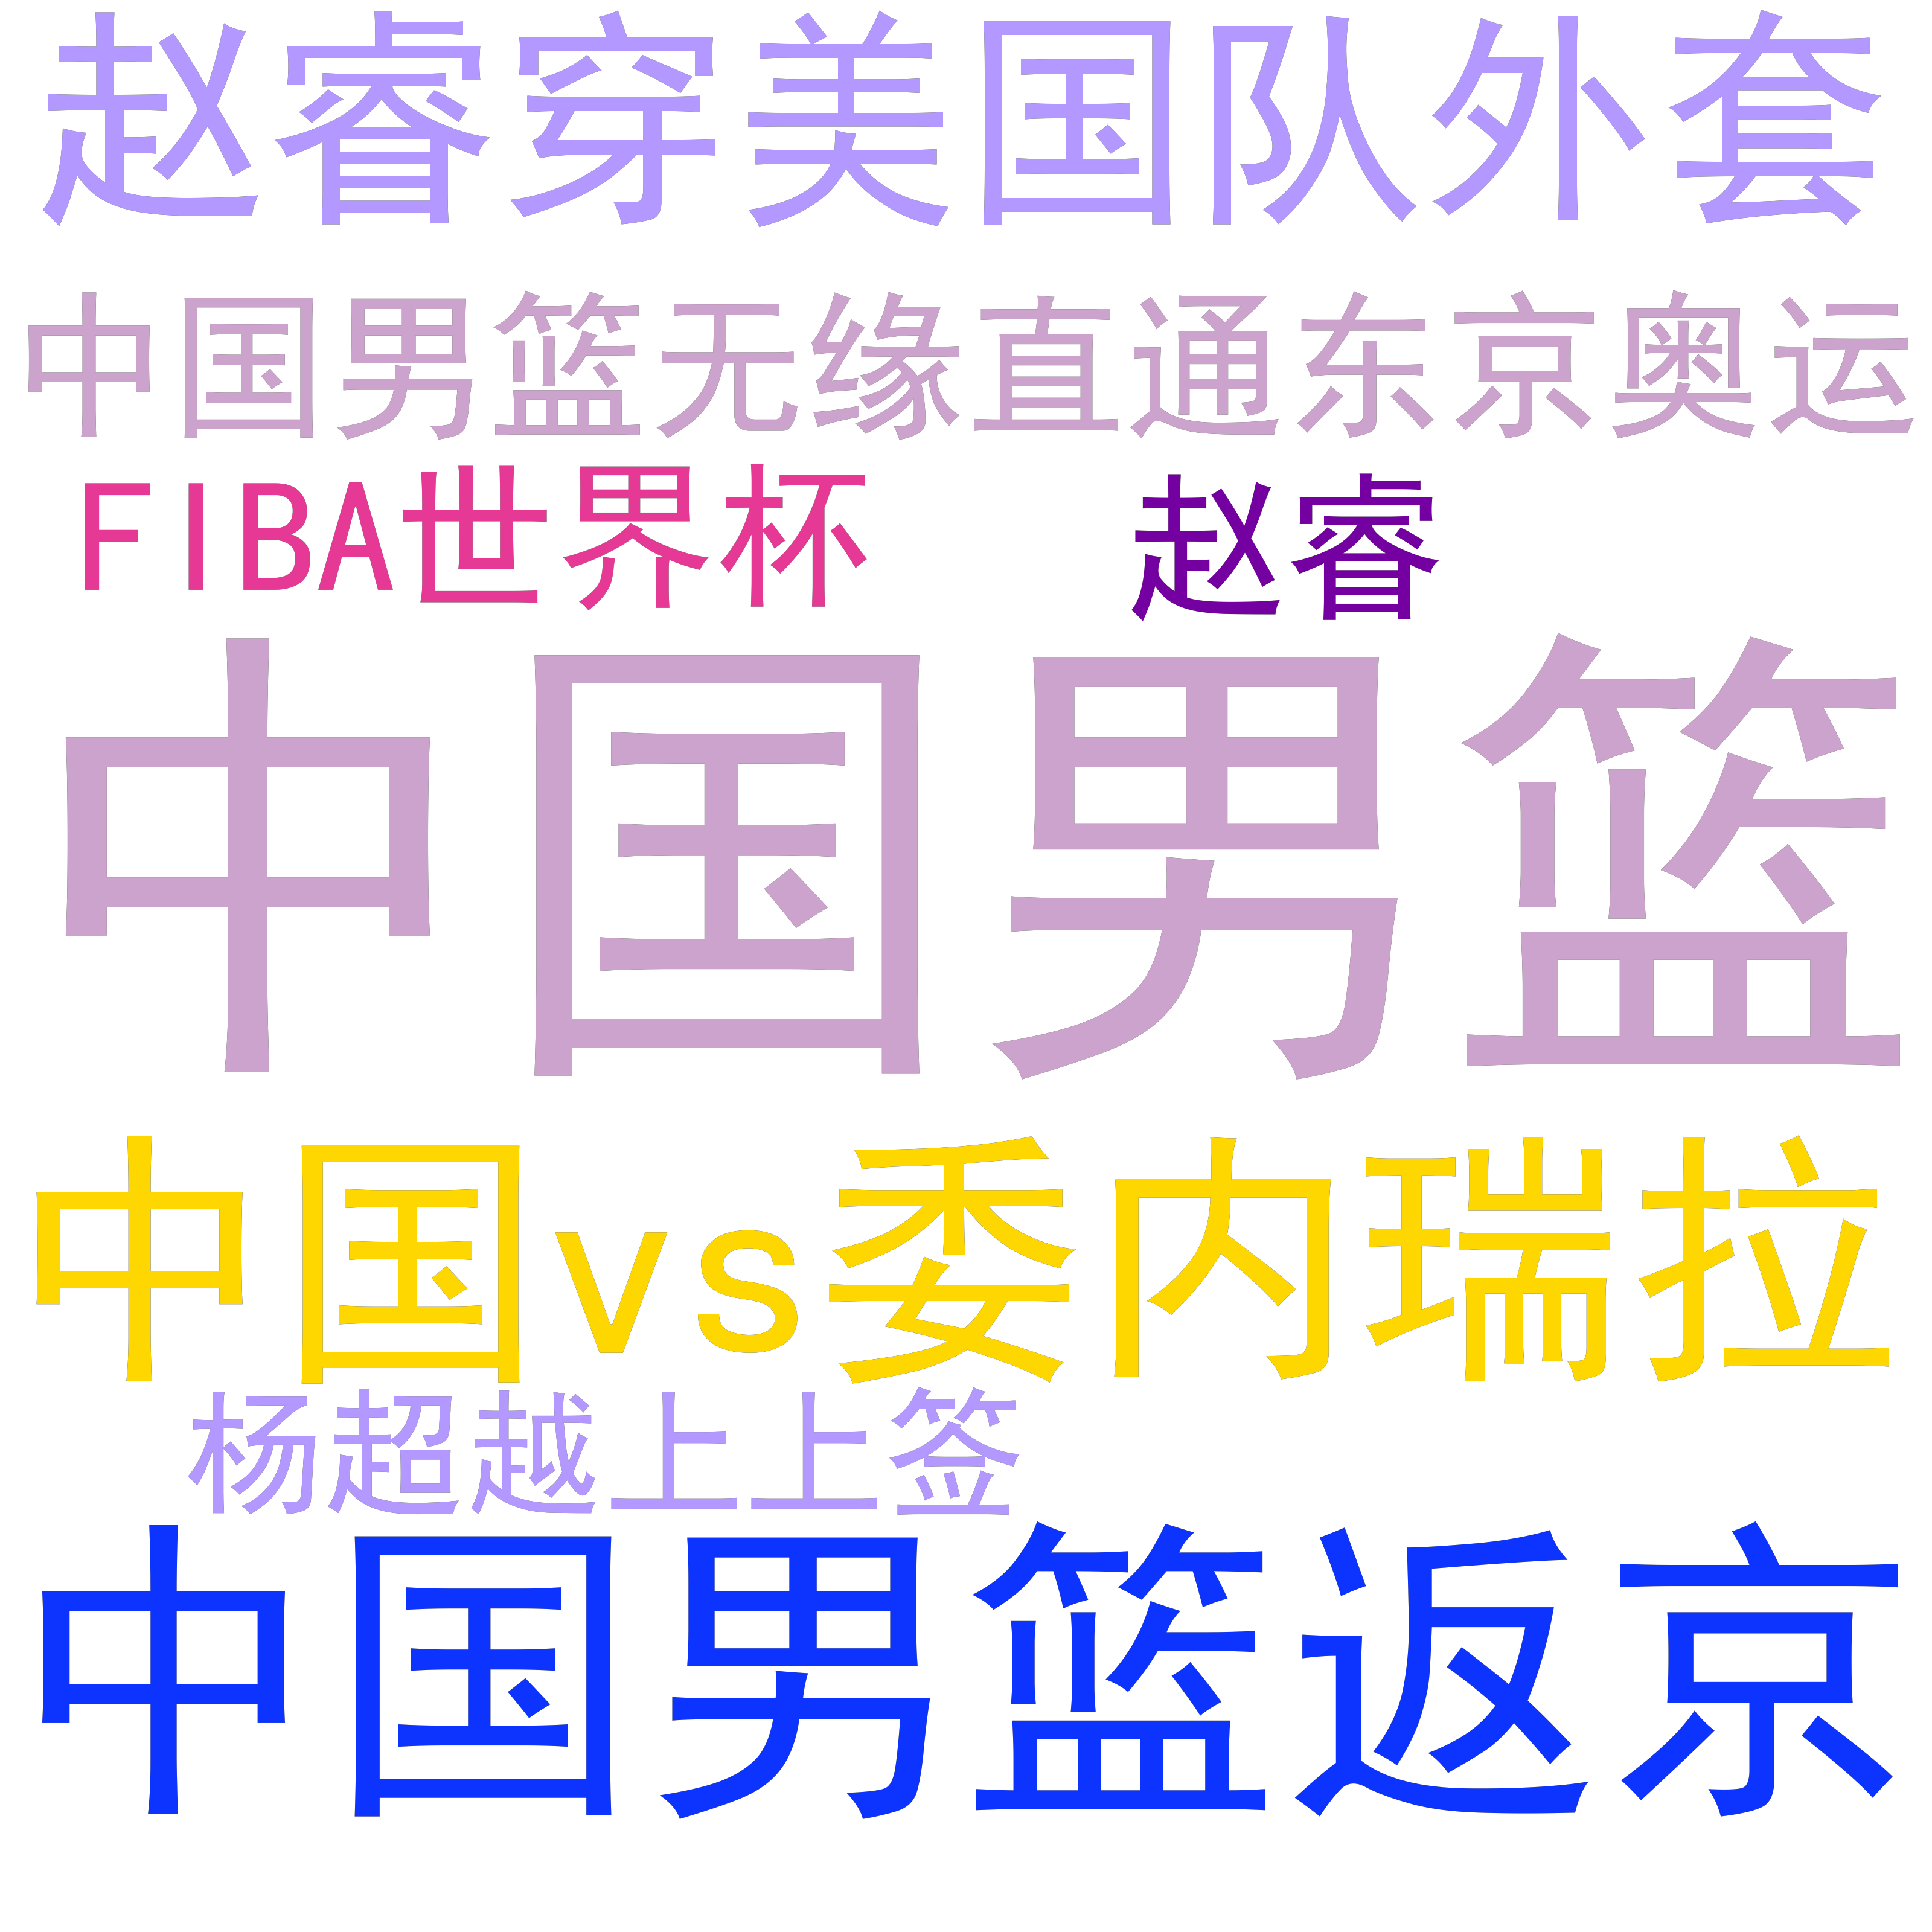 赵睿穿美国队外套
中国男篮无缘直通东京奥运
FIBA世界杯 赵睿
中国男篮
中国vs委内瑞拉
杨超越上上签
中国男篮返京